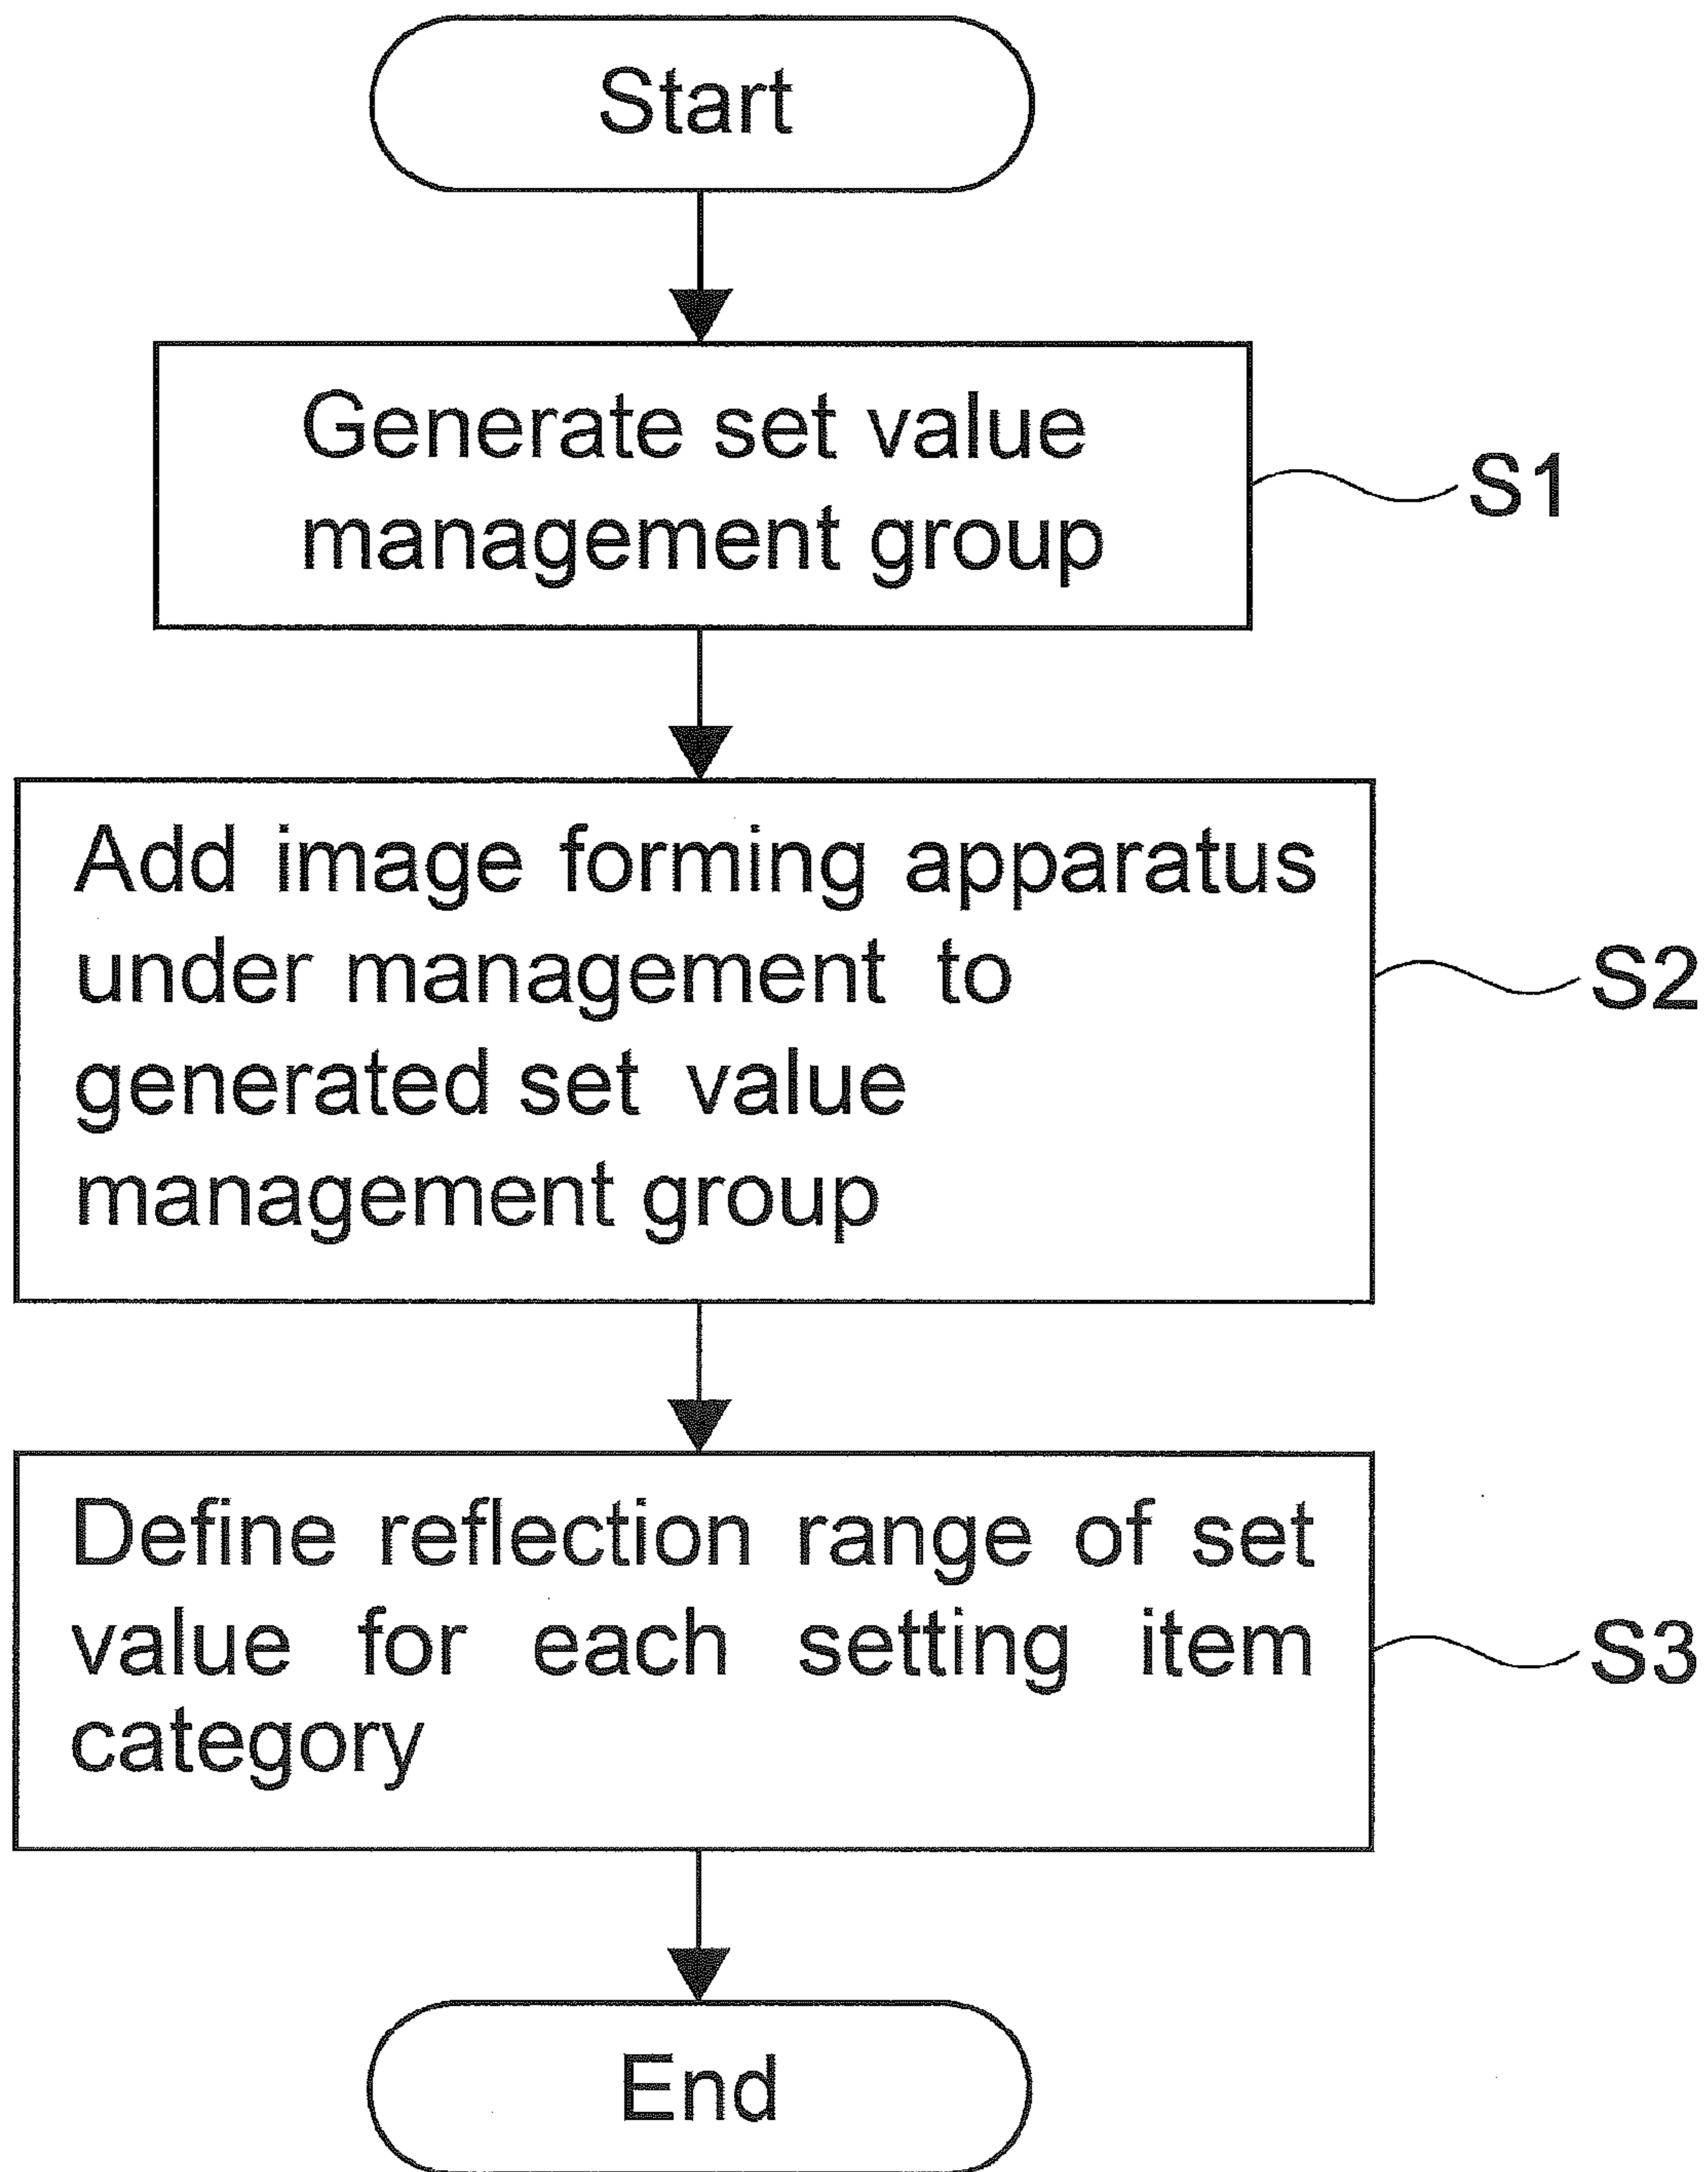 Start
Generate set value
management group
S1
Add image forming apparatus
under management to
generated set value
management group
S2
Define reflection range of set
value for each setting item
category
S3
End